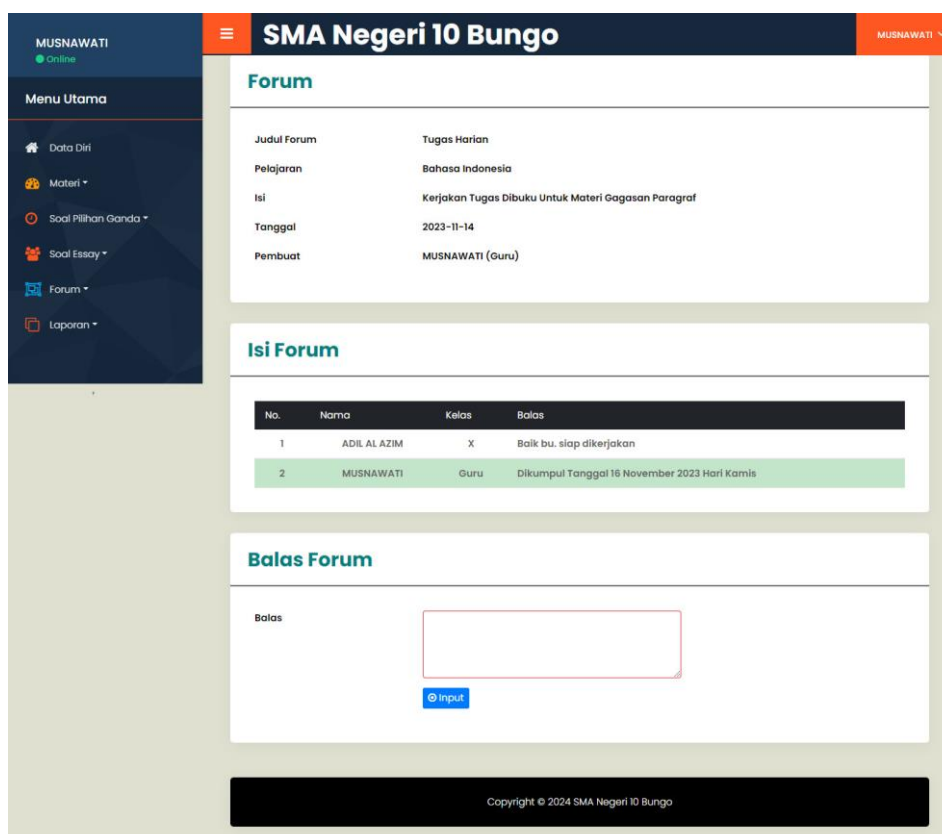 MUSNAWATI
Online
Menu Utama
Data Diri
Materi
Soal Pilihan Ganda
Soal Essay
Forum
Laporan
SMA Negeri 10 Bungo
MUSNAWATI
Forum
Judul Forum Tugas Harian
Pelajaran Bahasa Indonesia
Isi Kerjakan Tugas Dibuku Untuk Materi Gagasan Paragraf
Tanggal 2023-11-14
Pembuat MUSNAWATI (Guru)
Isi Forum
No. Nama Kelas Balas
1 ADIL AL AZIM X Baik bu. siap dikerjakan
2 MUSNAWATI Guru Dikumpul Tanggal 16 November 2023 Hari Kamis
Balas Forum
Balas
Input
Copyright © 2024 SMA Negeri 10 Bungo